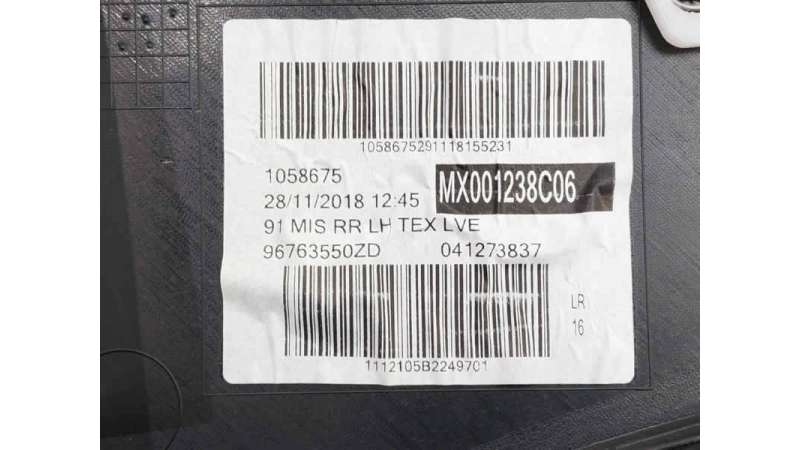 1058675291118155231
1058675
MX001238C06
28/11/2018 12:45
91 MIS RR LH TEX LVE
96763550ZD 041273837
LR
16
1112105B2249701